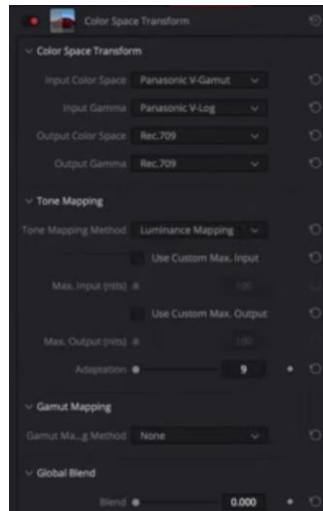 Color Space Transform
Color Space Transform
Input Color Space Panasonic V-Gamut
Input Gamma Panasonic V-Log
Output Color Space Rec.709
Output Gamma Rec.709
Tone Mapping
Tone Mapping Method Luminance Mapping
Use Custom Max. Input
Max. Input (nits) 100
Use Custom Max. Output
Max. Output (nits) 100
Adaptation 9
Gamut Mapping
Gamut Ma...g Method None
Global Blend
Blend 0.000